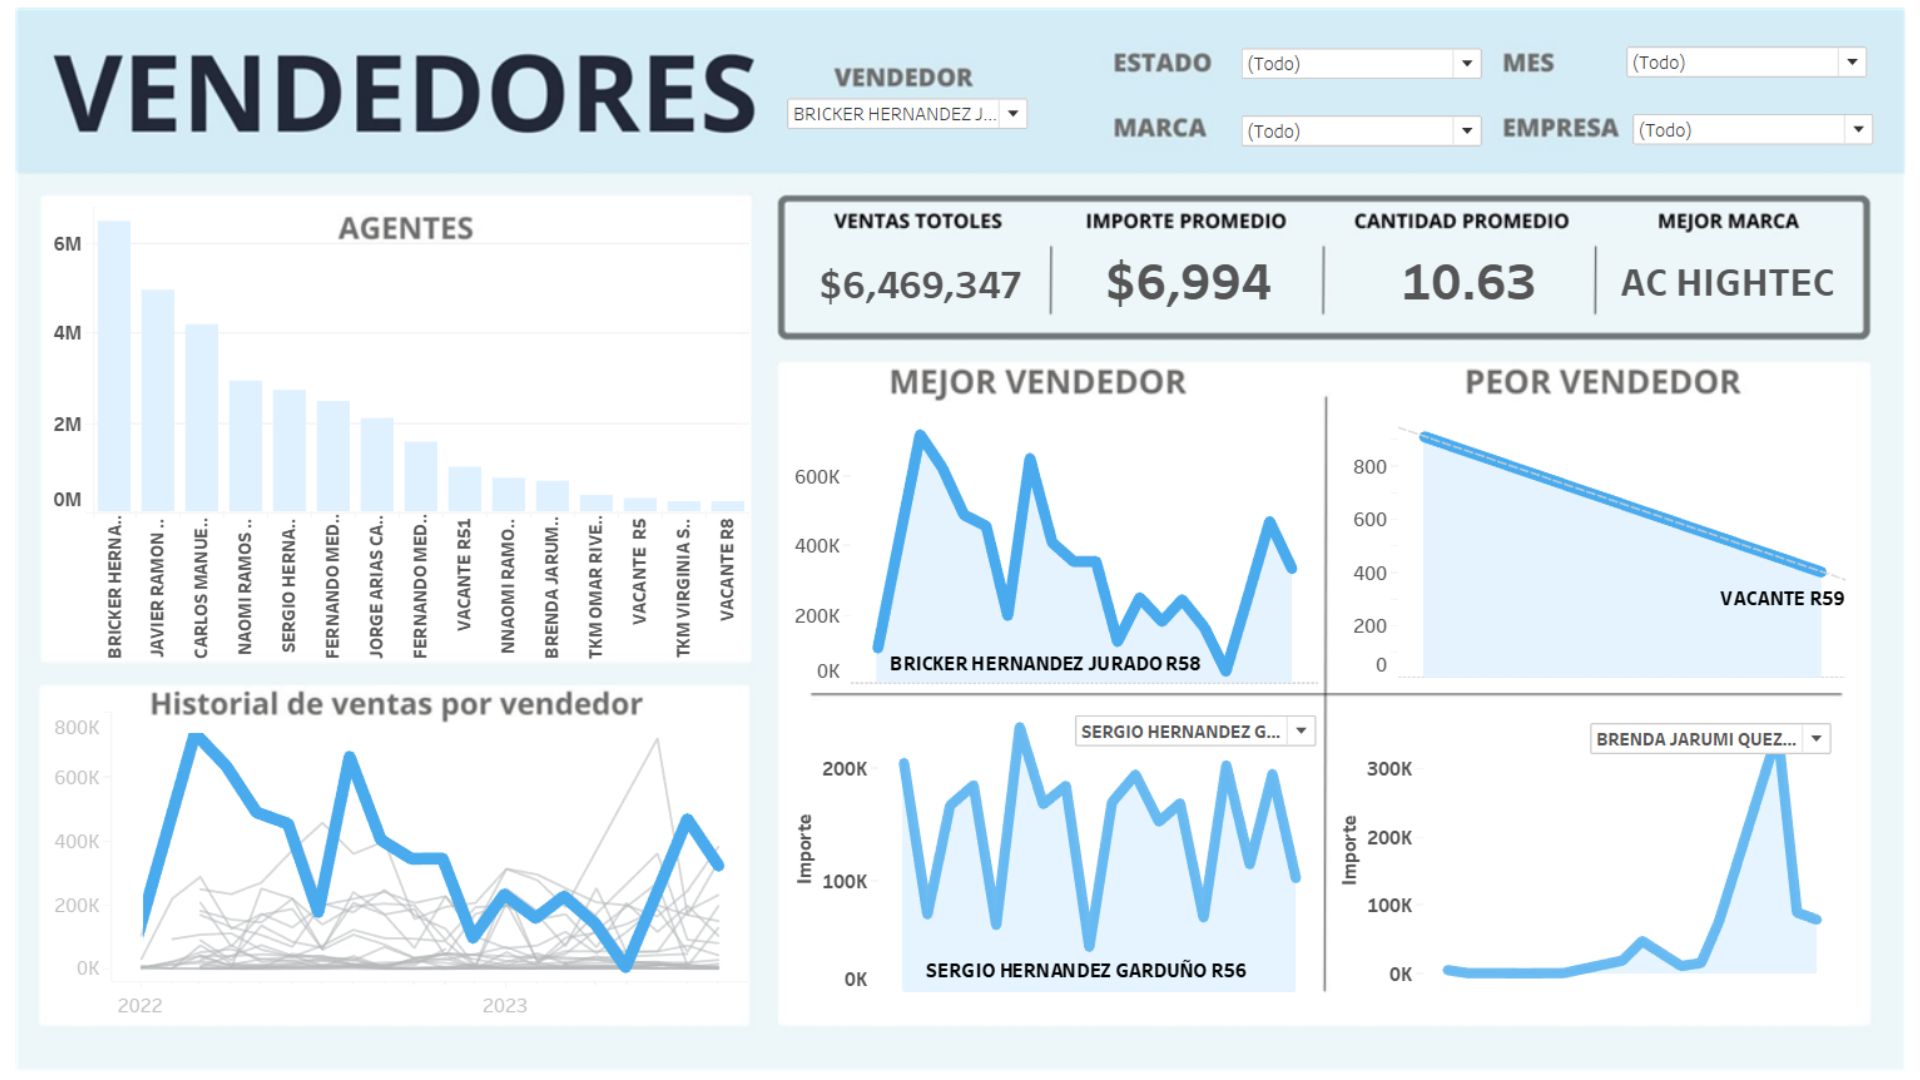 VENDEDORES
VENDEDOR
BRICKER HERNANDEZ J...
ESTADO
(Todo)
MES
(Todo)
MARCA
(Todo)
EMPRESA
(Todo)
AGENTES
6M
4M
2M
0M
BRICKER HERNA..
JAVIER RAMON ..
CARLOS MANUE..
NAOMI RAMOS ..
SERGIO HERNA..
FERNANDO MED..
JORGE ARIAS CA..
FERNANDO MED..
VACANTE R51
NNAOMI RAMO..
BRENDA JARUM..
TKM OMAR RIVE..
VACANTE R5
TKM VIRGINIA S..
VACANTE R8
VENTAS TOTOLES
$6,469,347
IMPORTE PROMEDIO
$6,994
CANTIDAD PROMEDIO
10.63
MEJOR MARCA
AC HIGHTEC
MEJOR VENDEDOR
600K
400K
200K
0K
BRICKER HERNANDEZ JURADO R58
PEOR VENDEDOR
800
600
400
200
0
VACANTE R59
Historial de ventas por vendedor
800K
600K
400K
200K
0K
2022
2023
SERGIO HERNANDEZ G...
200K
100K
0K
Importe
SERGIO HERNANDEZ GARDUÑO R56
BRENDA JARUMI QUEZ...
300K
200K
100K
0K
Importe